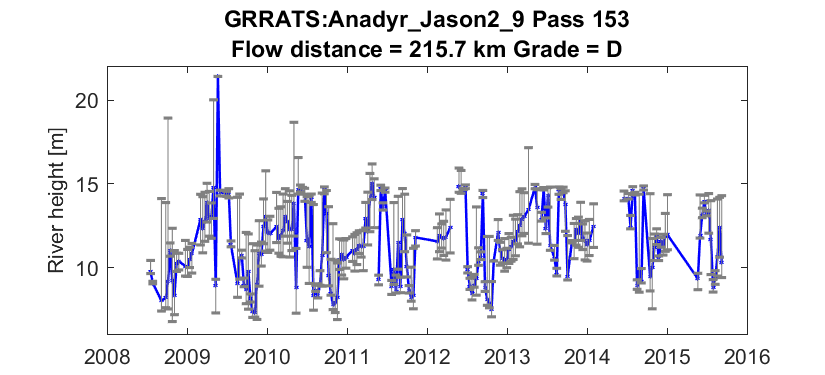 GRRATS:Anadyr_Jason2_9 Pass 153
Flow distance = 215.7 km Grade = D
River height [m]
20
15
10
2008 2009 2010 2011 2012 2013 2014 2015 2016